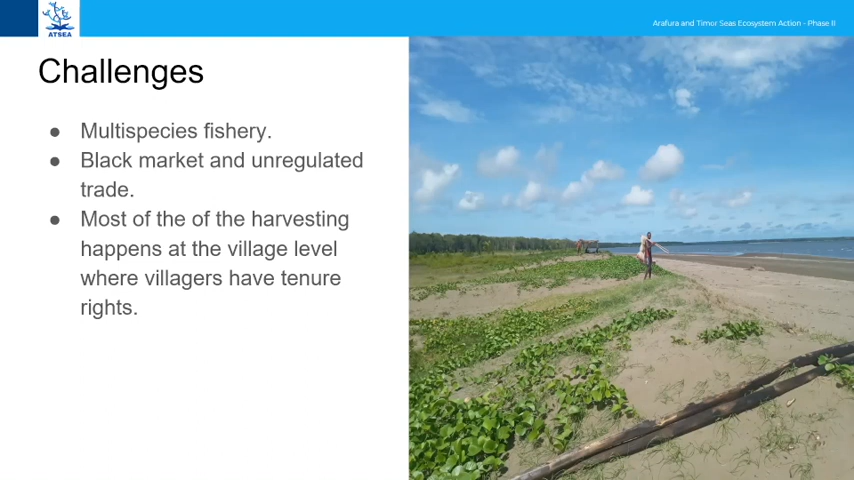 ATSEA
Arafura and Timor Seas Ecosystem Action - Phase II
Challenges
● Multispecies fishery.
● Black market and unregulated
trade.
● Most of the of the harvesting
happens at the village level
where villagers have tenure
rights.